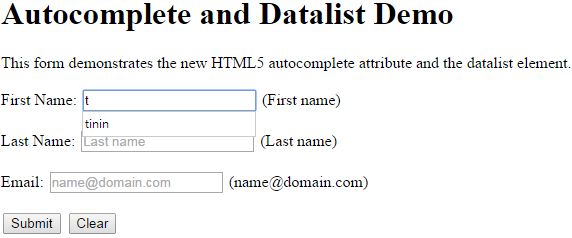 Autocomplete and Datalist Demo
This form demonstrates the new HTML5 autocomplete attribute and the datalist element.
First Name: t (First name)
tinin
Last Name: Last name (Last name)
Email: name@domain.com (name@domain.com)
Submit Clear